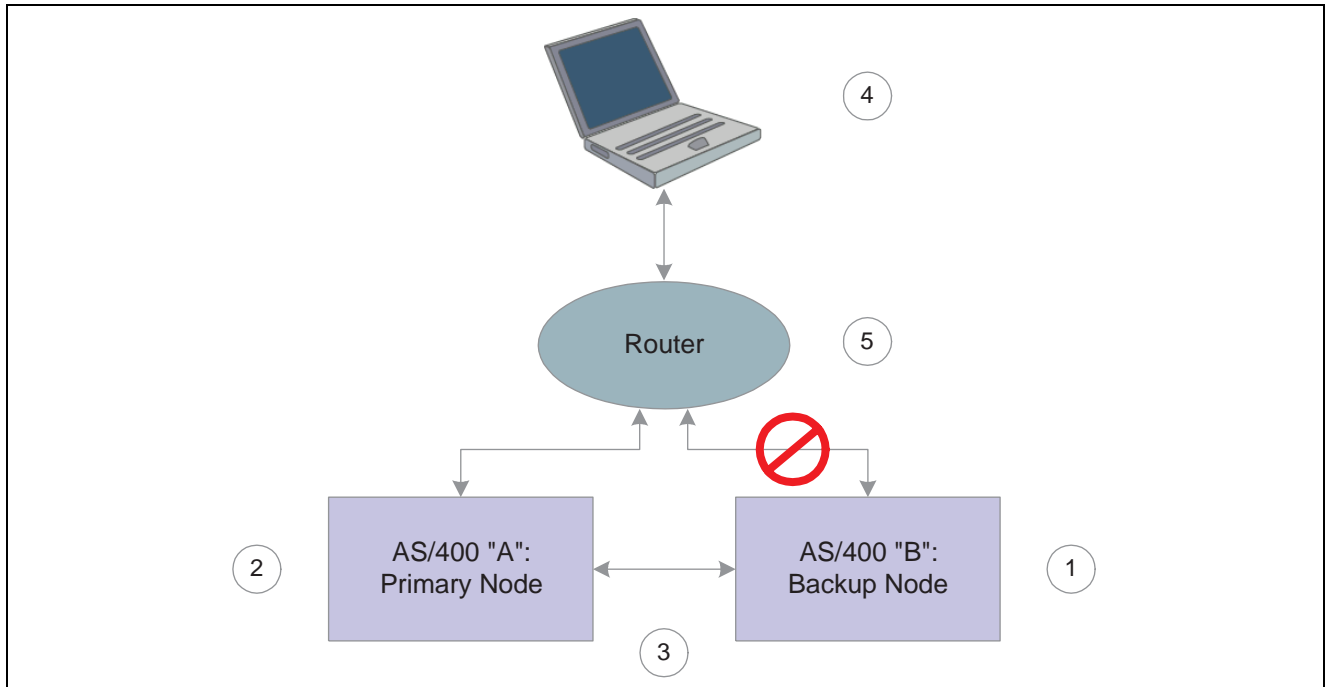 4
Router
5
AS/400 "A":
Primary Node
AS/400 "B":
Backup Node
2
1
3